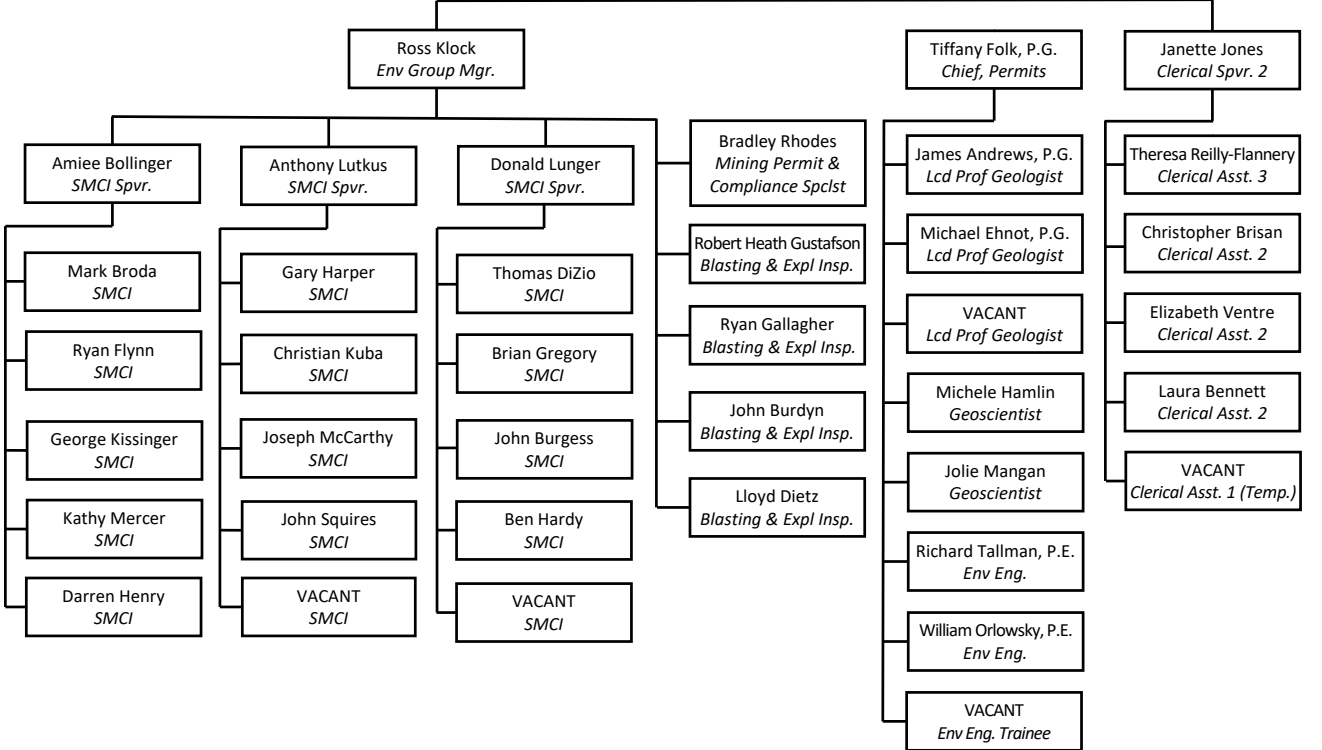 Ross Klock
Env Group Mgr.
Tiffany Folk, P.G.
Chief, Permits
Janette Jones
Clerical Spvr. 2
Amiee Bollinger
SMCI Spvr.
Anthony Lutkus
SMCI Spvr.
Donald Lunger
SMCI Spvr.
Mark Broda
SMCI
Ryan Flynn
SMCI
George Kissinger
SMCI
Kathy Mercer
SMCI
Darren Henry
SMCI
Gary Harper
SMCI
Christian Kuba
SMCI
Joseph McCarthy
SMCI
John Squires
SMCI
VACANT
SMCI
Thomas DiZio
SMCI
Brian Gregory
SMCI
John Burgess
SMCI
Ben Hardy
SMCI
VACANT
SMCI
Bradley Rhodes
Mining Permit &
Compliance Spclst
Robert Heath Gustafson
Blasting & Expl Insp.
Ryan Gallagher
Blasting & Expl Insp.
John Burdyn
Blasting & Expl Insp.
Lloyd Dietz
Blasting & Expl Insp.
James Andrews, P.G.
Lcd Prof Geologist
Michael Ehnot, P.G.
Lcd Prof Geologist
VACANT
Lcd Prof Geologist
Michele Hamlin
Geoscientist
Jolie Mangan
Geoscientist
Richard Tallman, P.E.
Env Eng.
William Orlowsky, P.E.
Env Eng.
VACANT
Env Eng. Trainee
Theresa Reilly-Flannery
Clerical Asst. 3
Christopher Brisan
Clerical Asst. 2
Elizabeth Ventre
Clerical Asst. 2
Laura Bennett
Clerical Asst. 2
VACANT
Clerical Asst. 1 (Temp.)